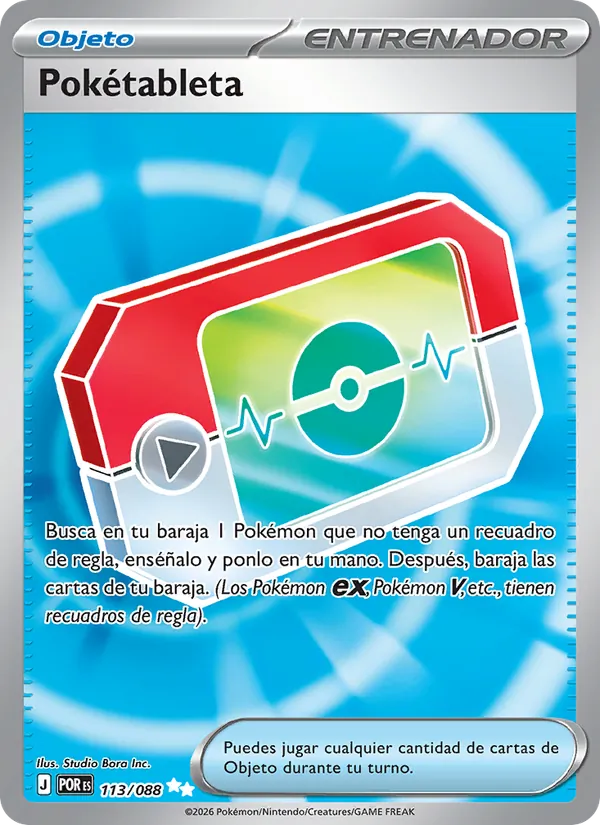 Objeto
ENTRENADOR
Pokétableta
Busca en tu baraja 1 Pokémon que no tenga un recuadro
de regla, enséñalo y ponlo en tu mano. Después, baraja las
cartas de tu baraja. (Los Pokémon ex, Pokémon V, etc., tienen
recuadros de regla).
Ilus. Studio Bora Inc.
Puedes jugar cualquier cantidad de cartas de
Objeto durante tu turno.
J POR ES 113/088
©2026 Pokémon/Nintendo/Creatures/GAME FREAK